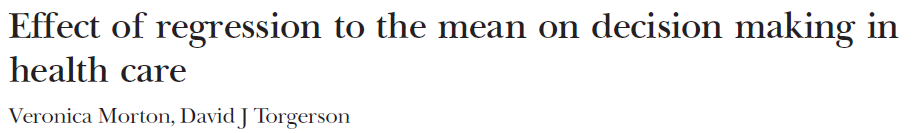 Effect of regression to the mean on decision making in
health care
Veronica Morton, David J Torgerson